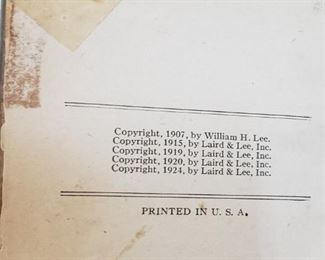 Copyright, 1907, by William H. Lee.
Copyright, 1915, by Laird & Lee, Inc.
Copyright, 1919, by Laird & Lee, Inc.
Copyright, 1920, by Laird & Lee, Inc.
Copyright, 1924, by Laird & Lee, Inc.
PRINTED IN U. S. A.